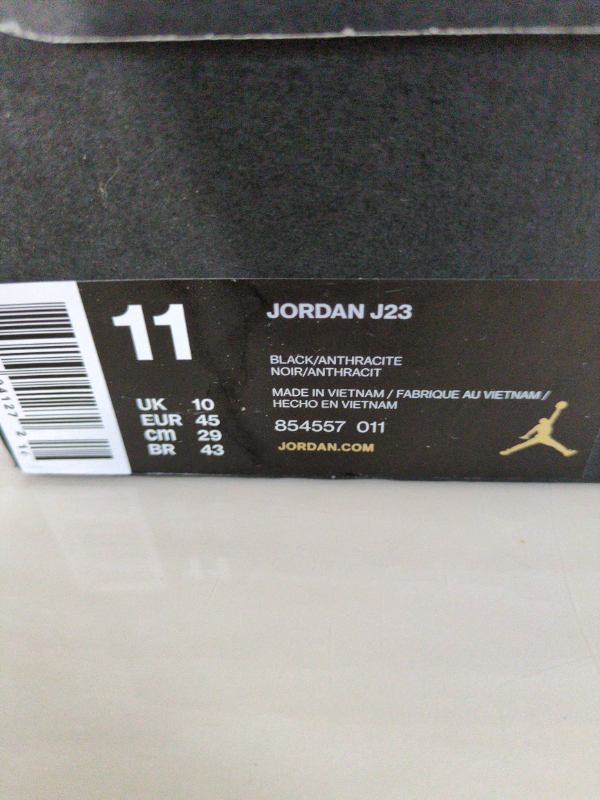 11
UK 10
EUR 45
cm 29
BR 43
JORDAN J23
BLACK/ANTHRACITE
NOIR/ANTHRACIT
MADE IN VIETNAM / FABRIQUE AU VIETNAM /
HECHO EN VIETNAM
854557 011
JORDAN.COM